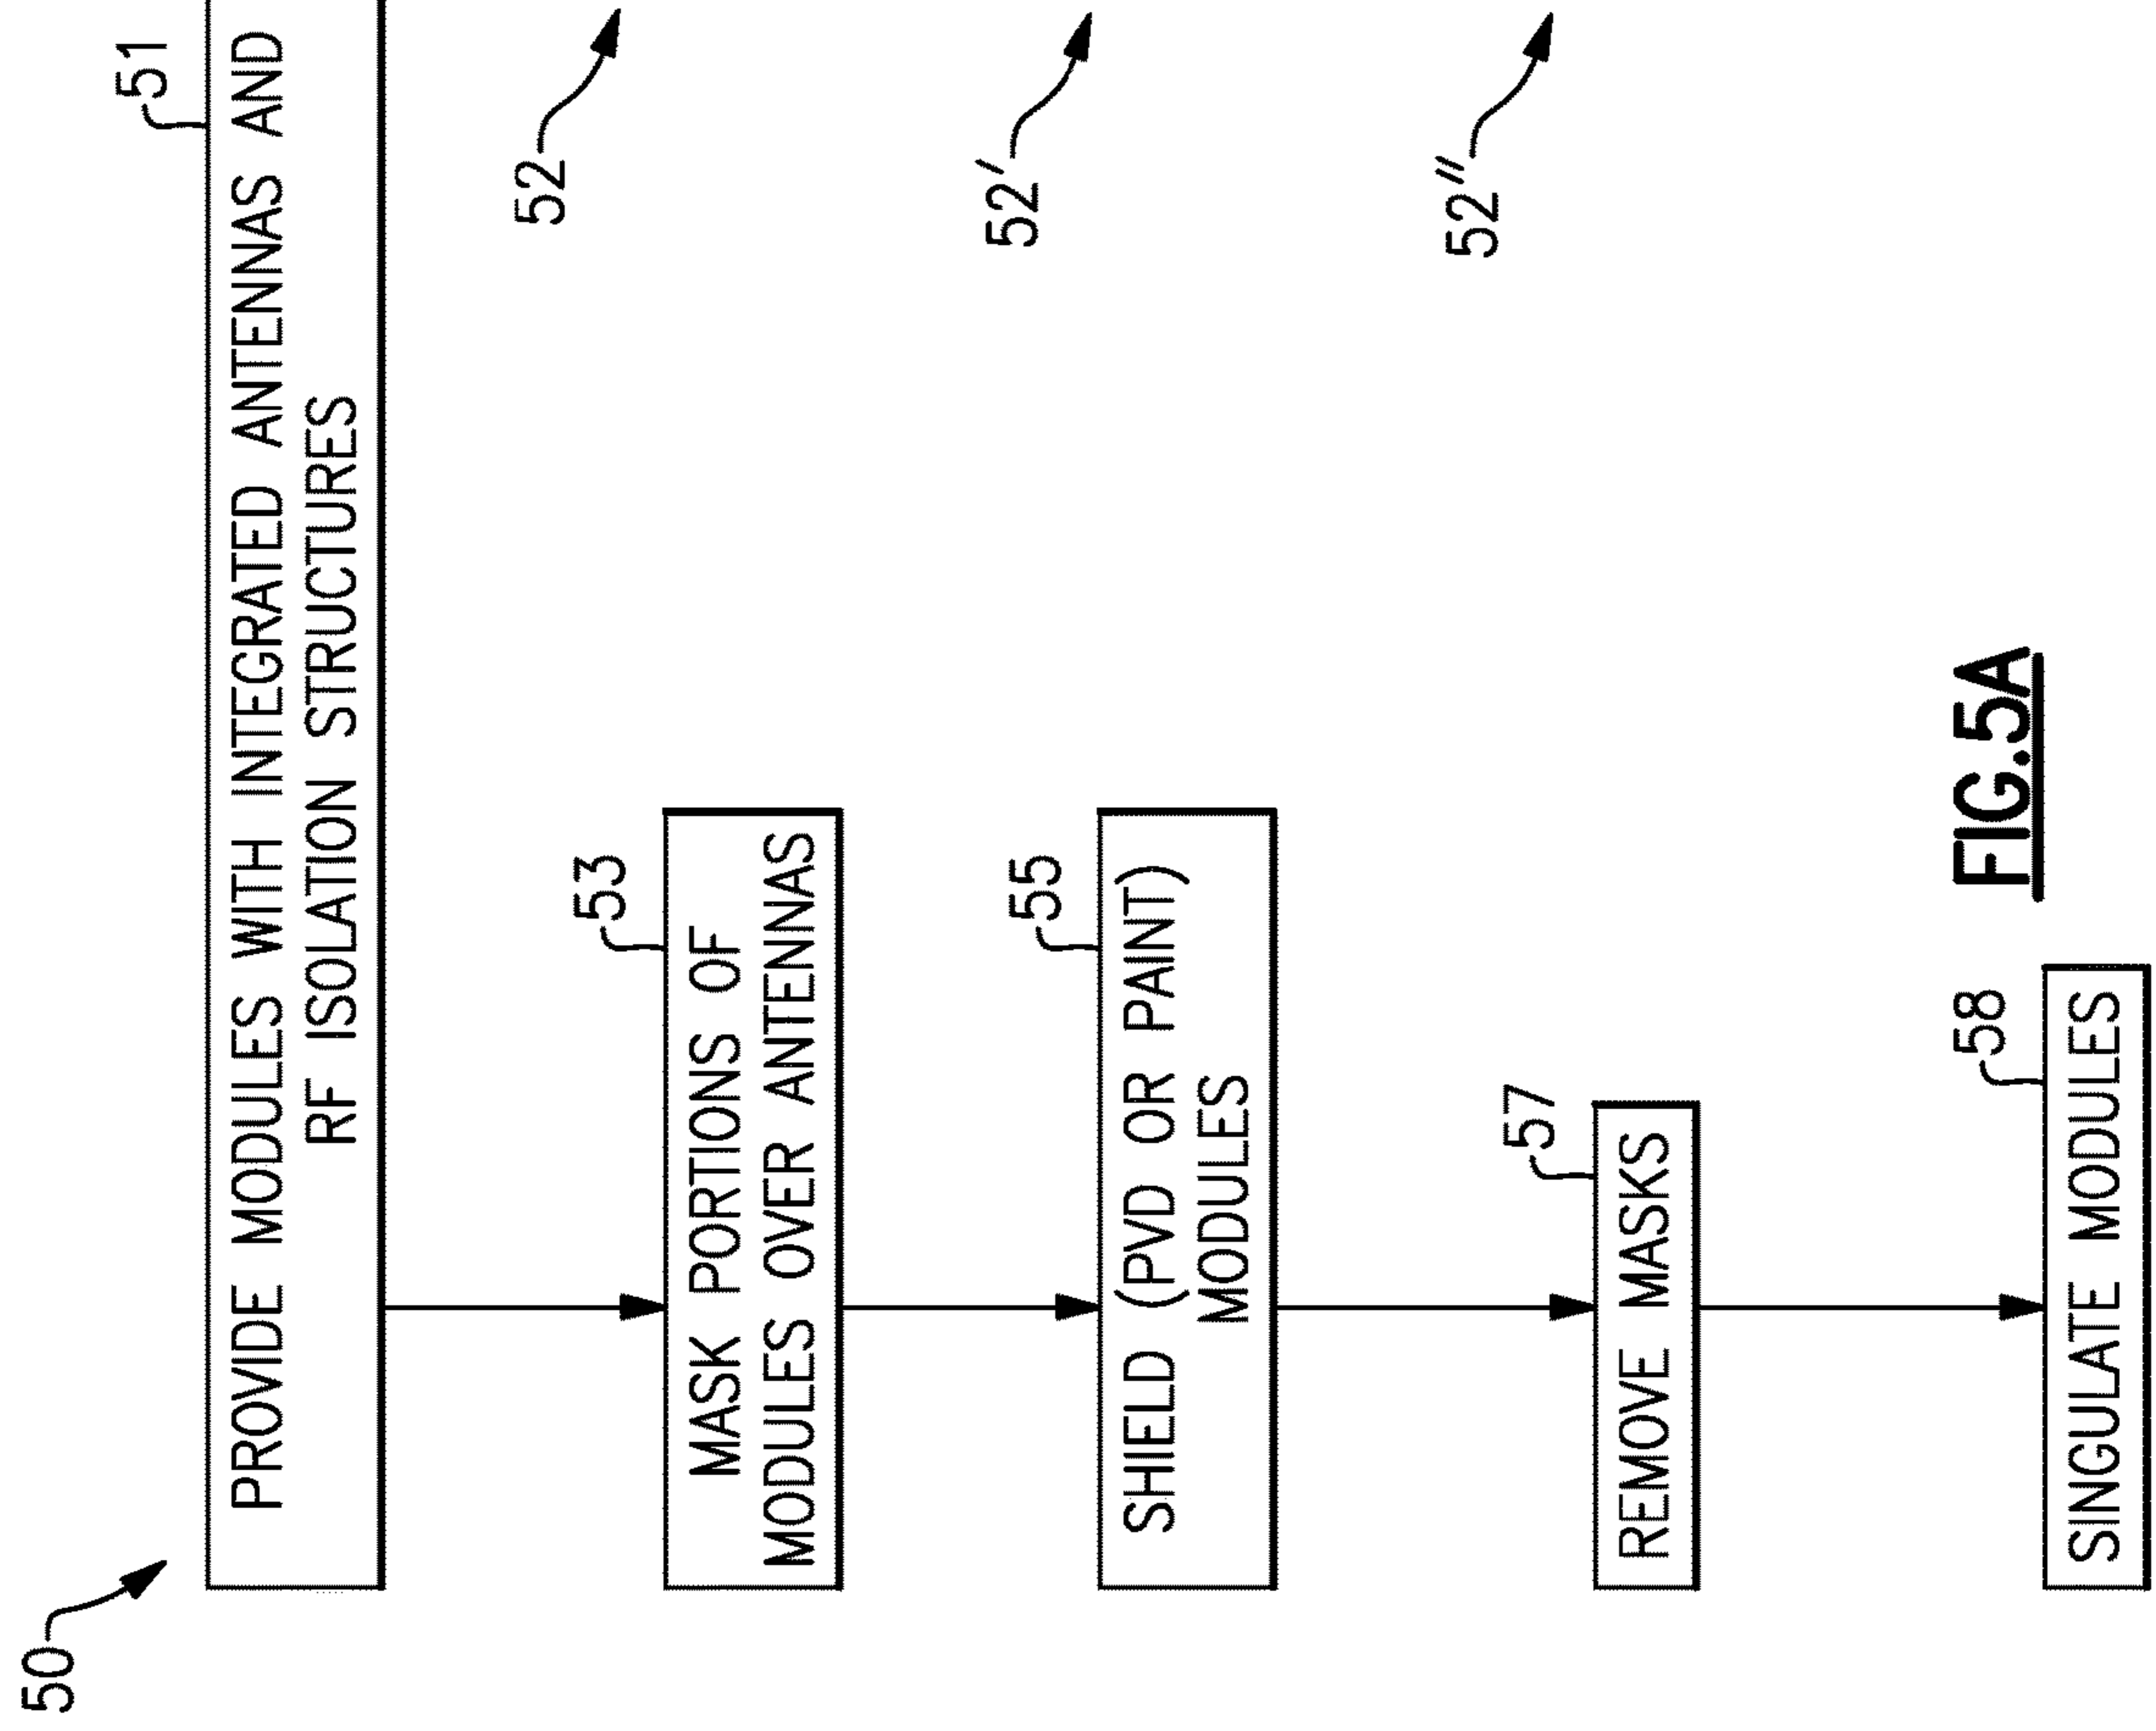 50
51
PROVIDE MODULES WITH INTEGRATED ANTENNAS AND
RF ISOLATION STRUCTURES
52
53
MASK PORTIONS OF
MODULES OVER ANTENNAS
52′
55
SHIELD (PVD OR PAINT)
MODULES
52″
57
REMOVE MASKS
58
SINGULATE MODULES
FIG.5A